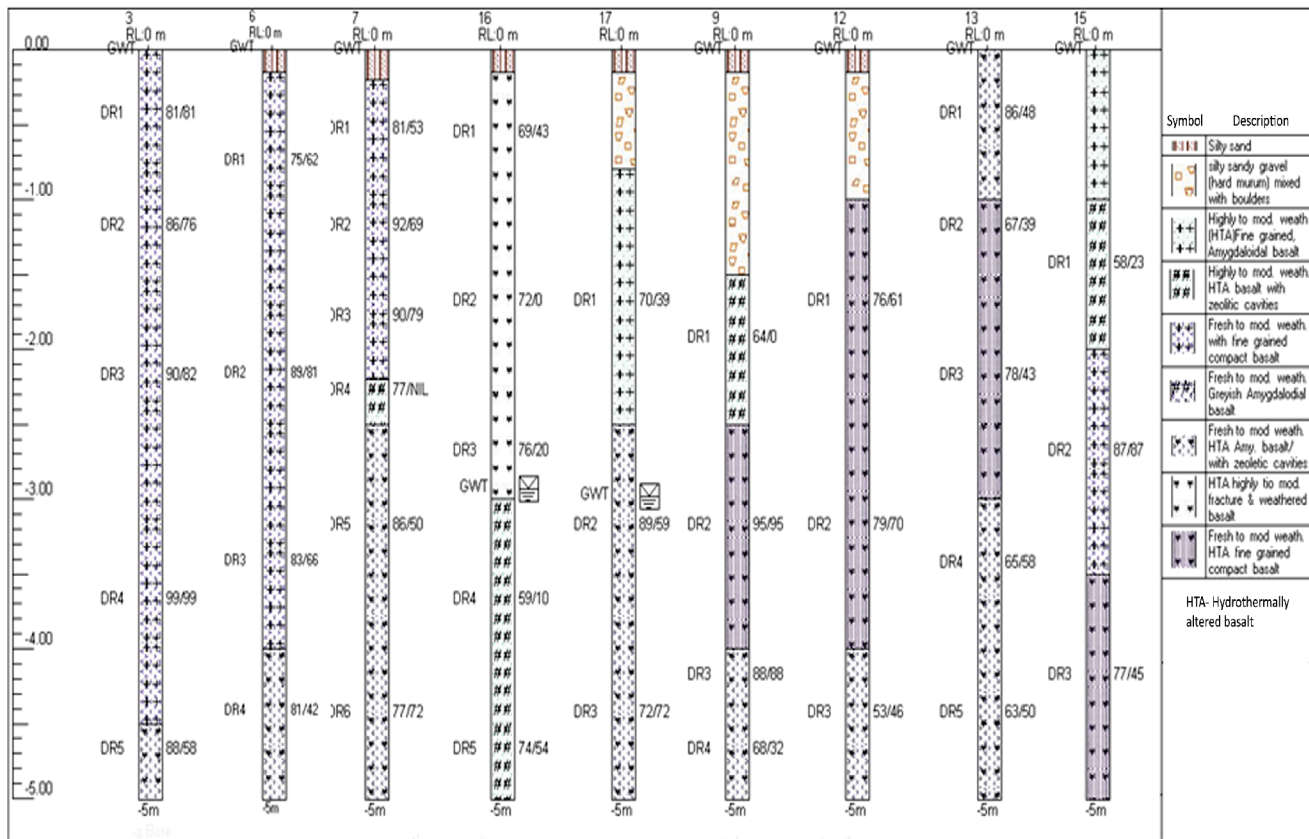 3 6 7 16 17 9 12 13 15
RL:0 m RL:0 m RL:0 m RL:0 m RL:0 m RL:0 m RL:0 m RL:0 m RL:0 m
GWT GWT GWT GWT GWT GWT GWT
0.00
-1.00
-2.00
-3.00
-4.00
-5.00
DR1 81/81
DR2 86/76
DR3 90/82
DR4 99/99
DR5 88/58
-5m
DR1 75/62
DR2 89/81
DR3 83/66
DR4 81/42
-5m
DR1 81/53
DR2 92/69
DR3 90/79
DR4 77/NIL
DR5 86/50
DR6 77/72
-5m
DR1 69/43
DR2 72/0
DR3 76/20
GWT
DR4 59/10
DR5 74/54
-5m
DR1 70/39
GWT
DR2 89/59
DR3 72/72
-5m
DR1 64/0
DR2 95/95
DR3 88/88
DR4 68/32
-5m
DR1 76/61
DR2 79/70
DR3 53/46
-5m
DR1 86/48
DR2 67/39
DR3 78/43
DR4 65/58
DR5 63/50
-5m
DR1 58/23
DR2 87/87
DR3 77/45
-5m
Symbol Description
Silty sand
silty sandy gravel
(hard murum) mixed
with boulders
Highly to mod. weath
(HTA)Fine grained,
Amygdaloidal basalt
Highly to mod. weath.
HTA basalt with
zeolitic cavities
Fresh to mod. weath.
with fine grained
compact basalt
Fresh to mod. weath.
Greyish Amygdalodial
basalt
Fresh to mod weath.
HTA Amy. basalt/
with zeoletic cavities
HTA highly tio mod.
fracture & weathered
basalt
Fresh to mod weath.
HTA fine grained
compact basalt
HTA- Hydrothermally
altered basalt